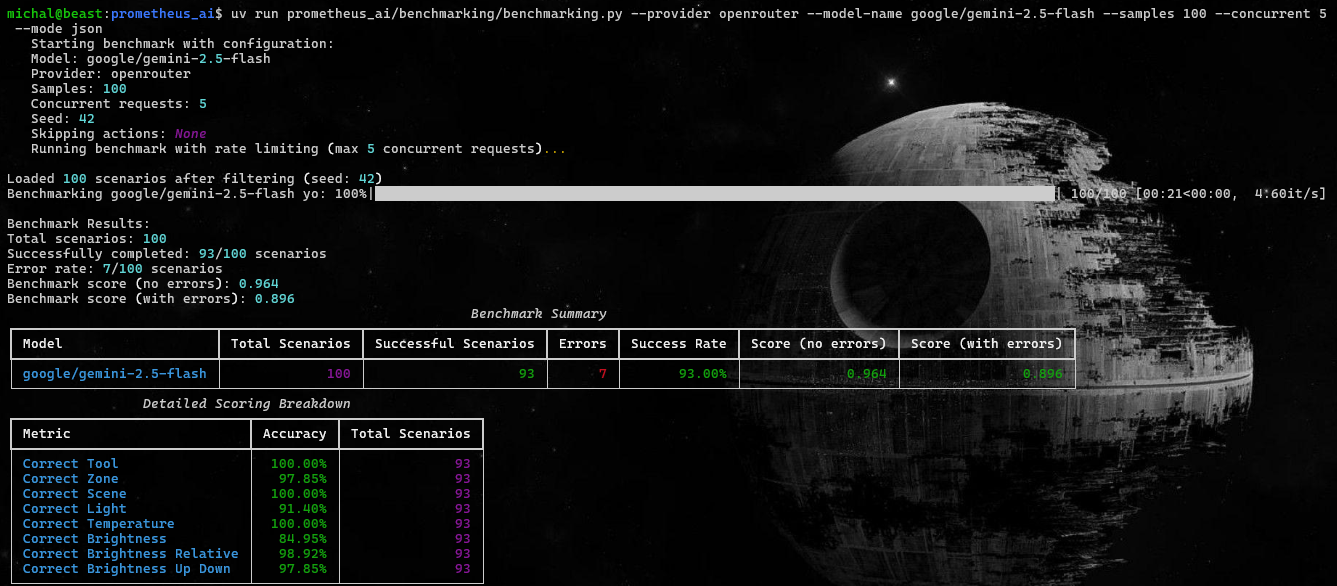 michal@beast:prometheus_ai$ uv run prometheus_ai/benchmarking/benchmarking.py --provider openrouter --model-name google/gemini-2.5-flash --samples 100 --concurrent 5
--mode json
Starting benchmark with configuration:
Model: google/gemini-2.5-flash
Provider: openrouter
Samples: 100
Concurrent requests: 5
Seed: 42
Skipping actions: None
Running benchmark with rate limiting (max 5 concurrent requests)...
Loaded 100 scenarios after filtering (seed: 42)
Benchmarking google/gemini-2.5-flash yo: 100%| | 100/100 [00:21<00:00, 4.60it/s]
Benchmark Results:
Total scenarios: 100
Successfully completed: 93/100 scenarios
Error rate: 7/100 scenarios
Benchmark score (no errors): 0.964
Benchmark score (with errors): 0.896
Benchmark Summary
Model Total Scenarios Successful Scenarios Errors Success Rate Score (no errors) Score (with errors)
google/gemini-2.5-flash 100 93 7 93.00% 0.964 0.896
Detailed Scoring Breakdown
Metric Accuracy Total Scenarios
Correct Tool 100.00% 93
Correct Zone 97.85% 93
Correct Scene 100.00% 93
Correct Light 91.40% 93
Correct Temperature 100.00% 93
Correct Brightness 84.95% 93
Correct Brightness Relative 98.92% 93
Correct Brightness Up Down 97.85% 93